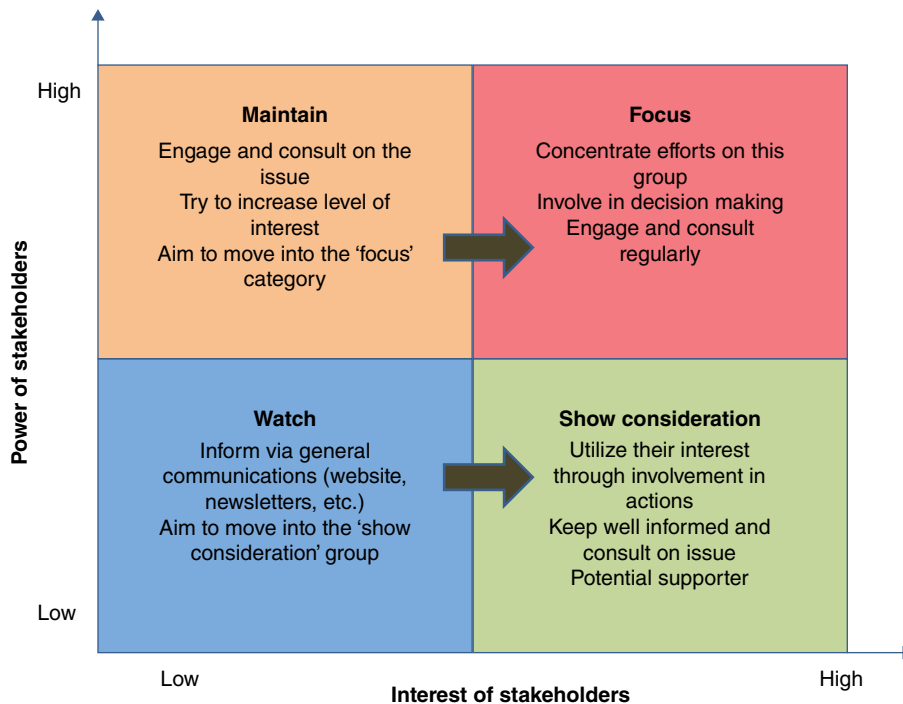 High
Maintain
Engage and consult on the
issue
Try to increase level of
interest
Aim to move into the ‘focus’
category
Focus
Concentrate efforts on this
group
Involve in decision making
Engage and consult
regularly
Power of stakeholders
Watch
Inform via general
communications (website,
newsletters, etc.)
Aim to move into the ‘show
consideration’ group
Show consideration
Utilize their interest
through involvement in
actions
Keep well informed and
consult on issue
Potential supporter
Low
Low
High
Interest of stakeholders